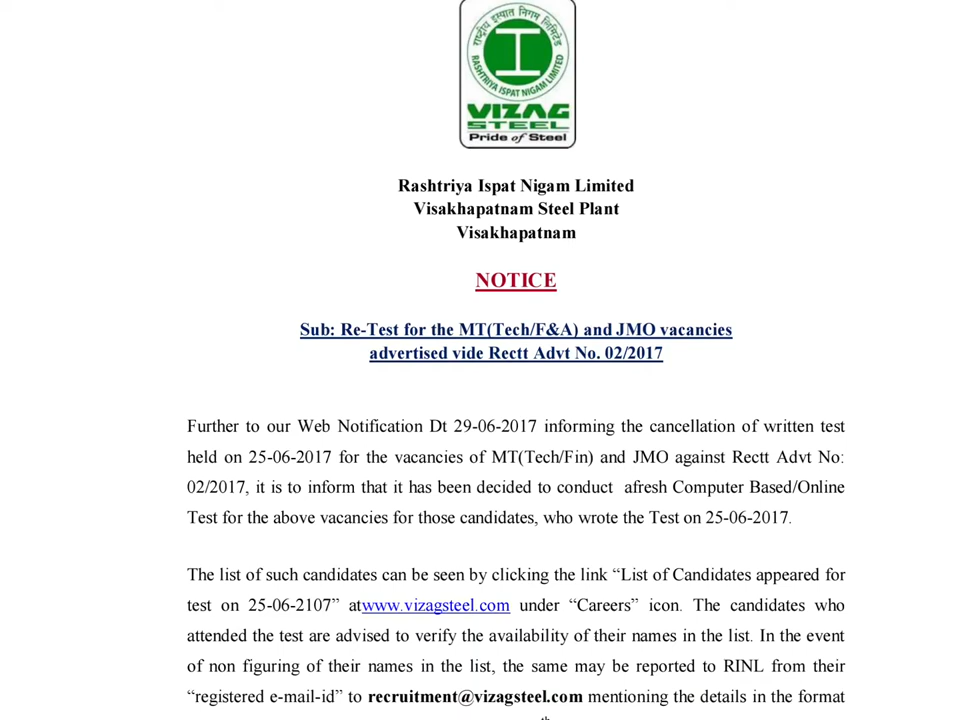 राष्ट्रीय इस्पात निगम लिमिटेड
RASHTRIYA ISPAT NIGAM LIMITED
VIZAG
STEEL
Pride of Steel
Rashtriya Ispat Nigam Limited
Visakhapatnam Steel Plant
Visakhapatnam
NOTICE
Sub: Re-Test for the MT(Tech/F&A) and JMO vacancies
advertised vide Rectt Advt No. 02/2017
Further to our Web Notification Dt 29-06-2017 informing the cancellation of written test
held on 25-06-2017 for the vacancies of MT(Tech/Fin) and JMO against Rectt Advt No:
02/2017, it is to inform that it has been decided to conduct afresh Computer Based/Online
Test for the above vacancies for those candidates, who wrote the Test on 25-06-2017.
The list of such candidates can be seen by clicking the link “List of Candidates appeared for
test on 25-06-2107” atwww.vizagsteel.com under “Careers” icon. The candidates who
attended the test are advised to verify the availability of their names in the list. In the event
of non figuring of their names in the list, the same may be reported to RINL from their
“registered e-mail-id” to recruitment@vizagsteel.com mentioning the details in the format